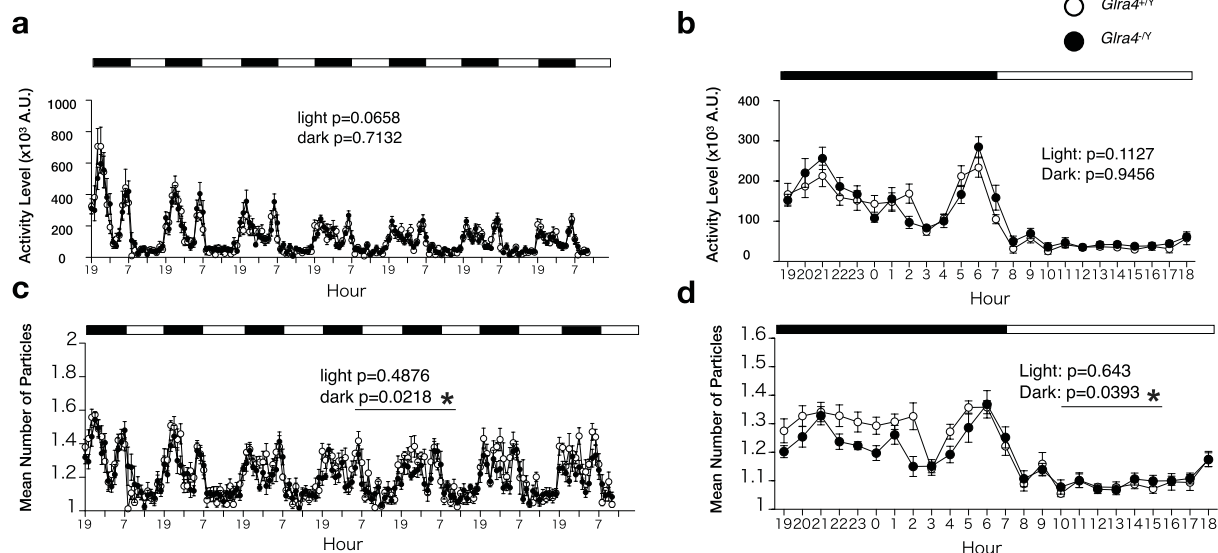 a
1000
800
600
400
200
0
Activity Level (x10³ A.U.)
light p=0.0658
dark p=0.7132
19 7 19 7 19 7 19 7 19 7 19 7 19 7
Hour
b
Glra4+/Y
Glra4-/Y
400
300
200
100
0
Activity Level (x10³ A.U.)
Light: p=0.1127
Dark: p=0.9456
19 20 21 22 23 0 1 2 3 4 5 6 7 8 9 10 11 12 13 14 15 16 17 18
Hour
c
2
1.8
1.6
1.4
1.2
1
Mean Number of Particles
light p=0.4876
dark p=0.0218 *
19 7 19 7 19 7 19 7 19 7 19 7 19 7
Hour
d
1.6
1.5
1.4
1.3
1.2
1.1
1
Mean Number of Particles
Light: p=0.643
Dark: p=0.0393 *
19 20 21 22 23 0 1 2 3 4 5 6 7 8 9 10 11 12 13 14 15 16 17 18
Hour